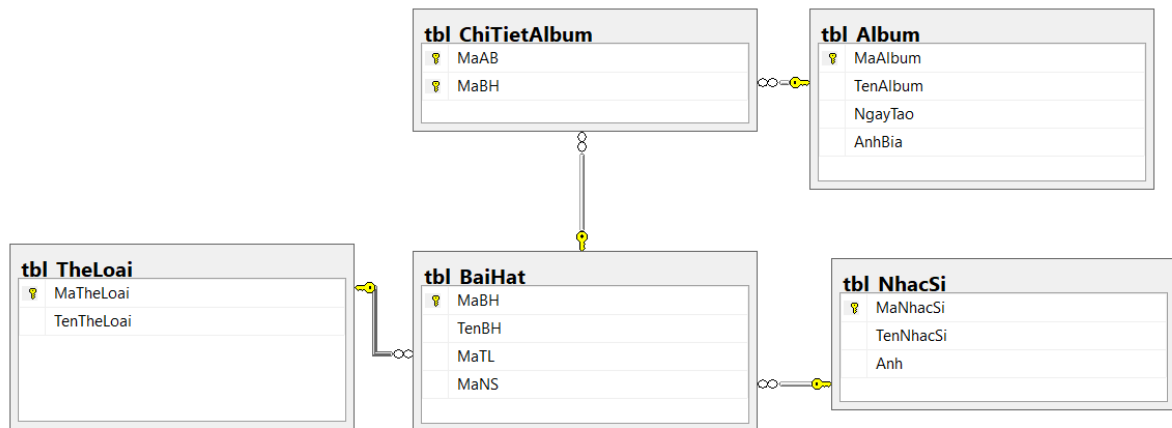 tbl_ChiTietAlbum
MaAB
MaBH
tbl_Album
MaAlbum
TenAlbum
NgayTao
AnhBia
tbl_TheLoai
MaTheLoai
TenTheLoai
tbl_BaiHat
MaBH
TenBH
MaTL
MaNS
tbl_NhacSi
MaNhacSi
TenNhacSi
Anh